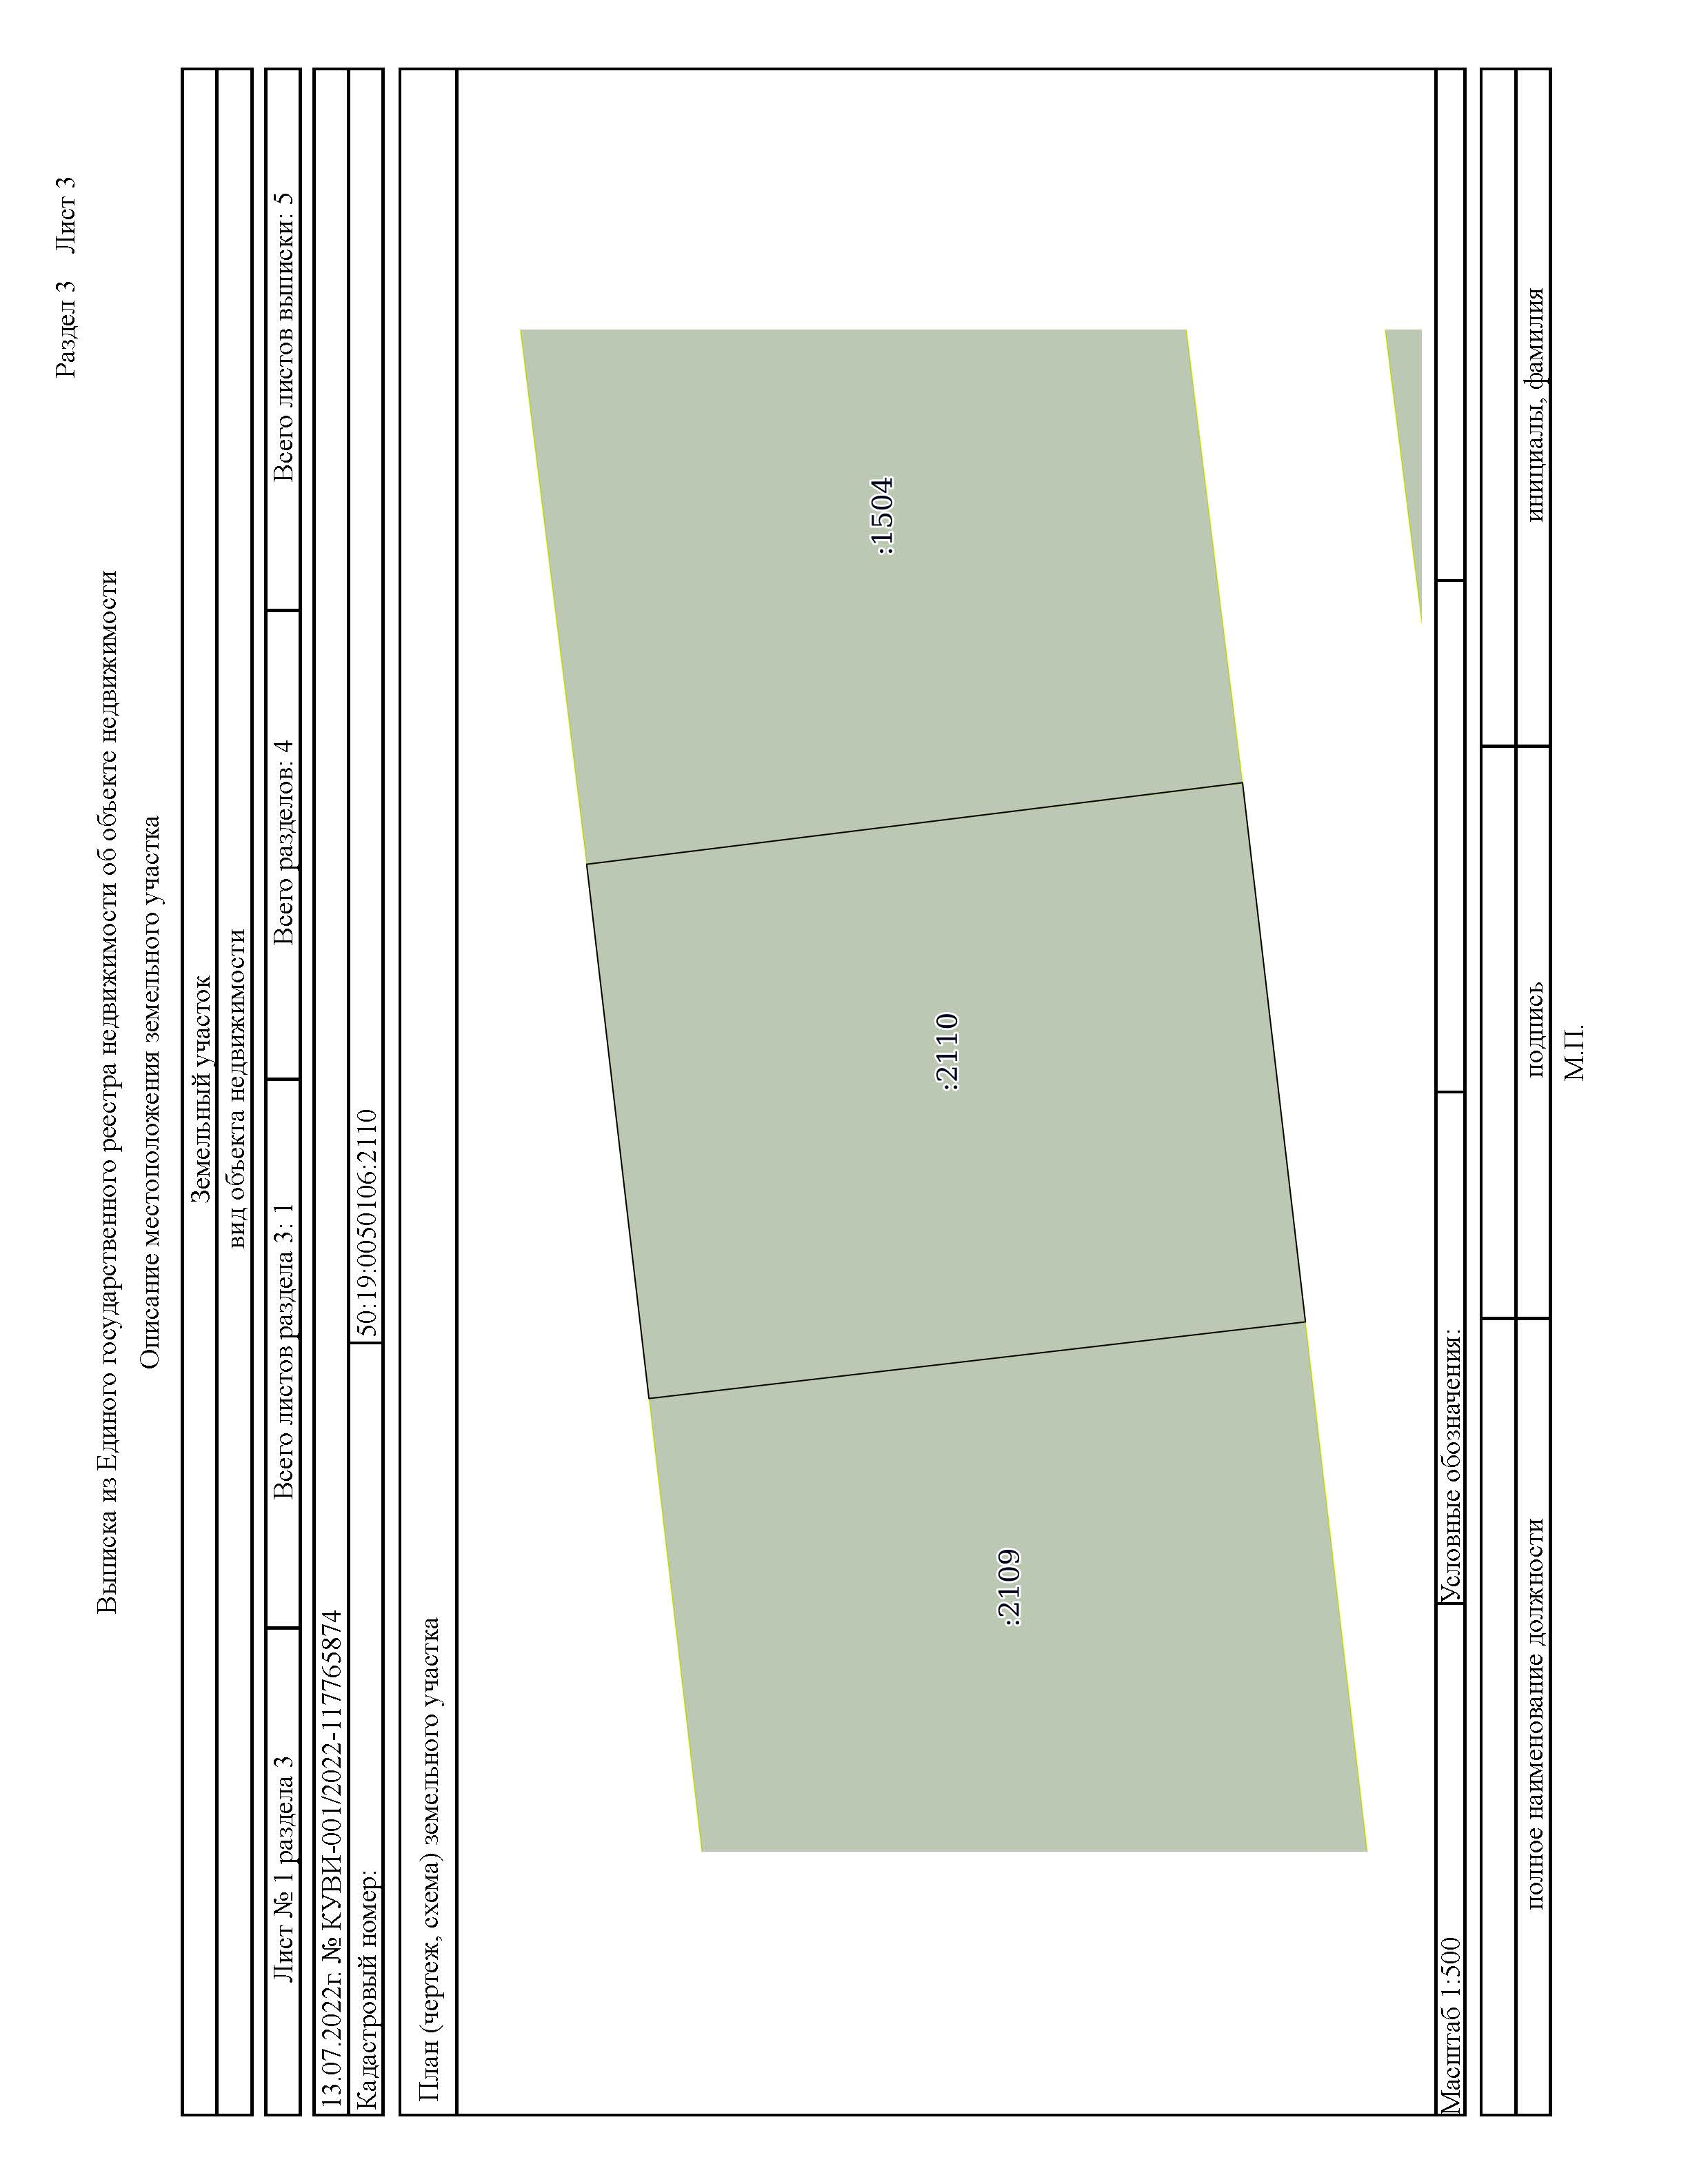 Раздел 3 Лист 3
Выписка из Единого государственного реестра недвижимости об объекте недвижимости
Описание местоположения земельного участка
Земельный участок
вид объекта недвижимости
Лист № 1 раздела 3 Всего листов раздела 3: 1 Всего разделов: 4 Всего листов выписки: 5
13.07.2022г. № КУВИ-001/2022-117765874
Кадастровый номер: 50:19:0050106:2110
План (чертеж, схема) земельного участка
:1504
:2110
:2109
Масштаб 1:500 Условные обозначения:
полное наименование должности подпись инициалы, фамилия
М.П.